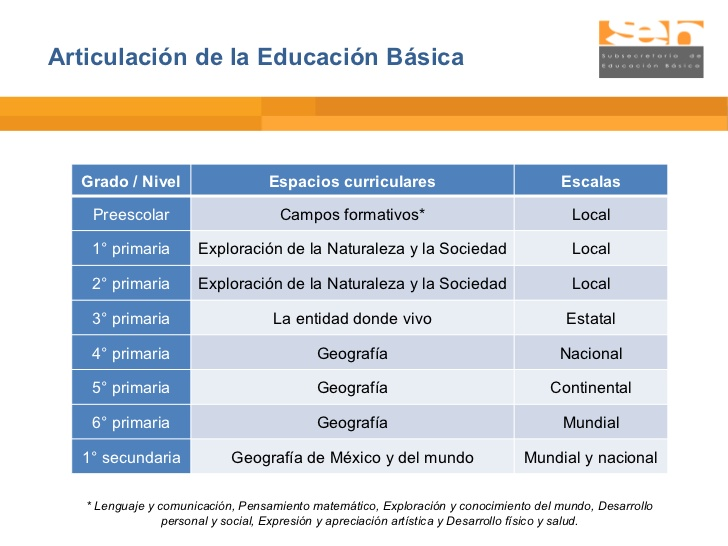 Articulación de la Educación Básica
seb
Subsecretaría de
Educación Básica
Grado / Nivel Espacios curriculares Escalas
Preescolar Campos formativos* Local
1° primaria Exploración de la Naturaleza y la Sociedad Local
2° primaria Exploración de la Naturaleza y la Sociedad Local
3° primaria La entidad donde vivo Estatal
4° primaria Geografía Nacional
5° primaria Geografía Continental
6° primaria Geografía Mundial
1° secundaria Geografía de México y del mundo Mundial y nacional
* Lenguaje y comunicación, Pensamiento matemático, Exploración y conocimiento del mundo, Desarrollo
personal y social, Expresión y apreciación artística y Desarrollo físico y salud.